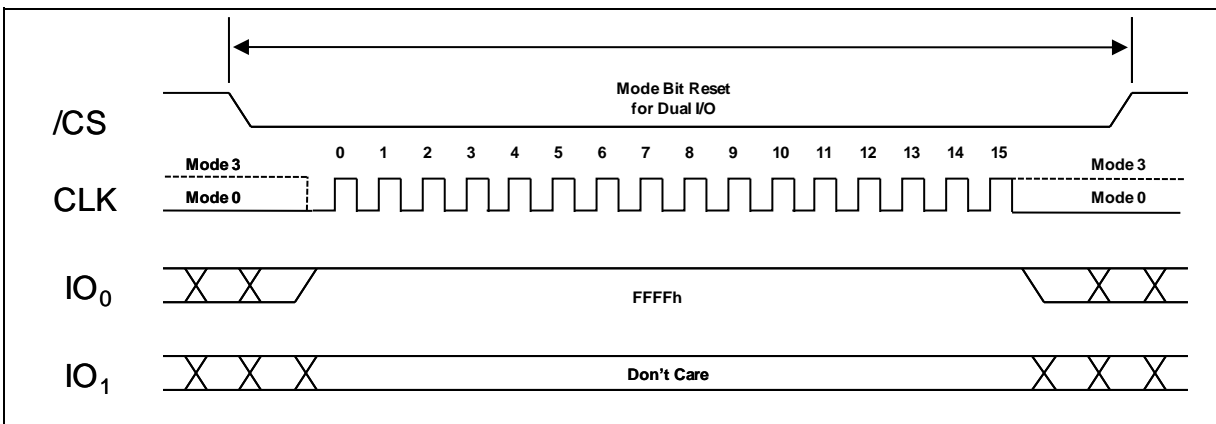 Mode Bit Reset
for Dual I/O
/CS
0 1 2 3 4 5 6 7 8 9 10 11 12 13 14 15
Mode 3 Mode 3
CLK Mode 0 Mode 0
IO0 FFFFh
IO1 Don't Care